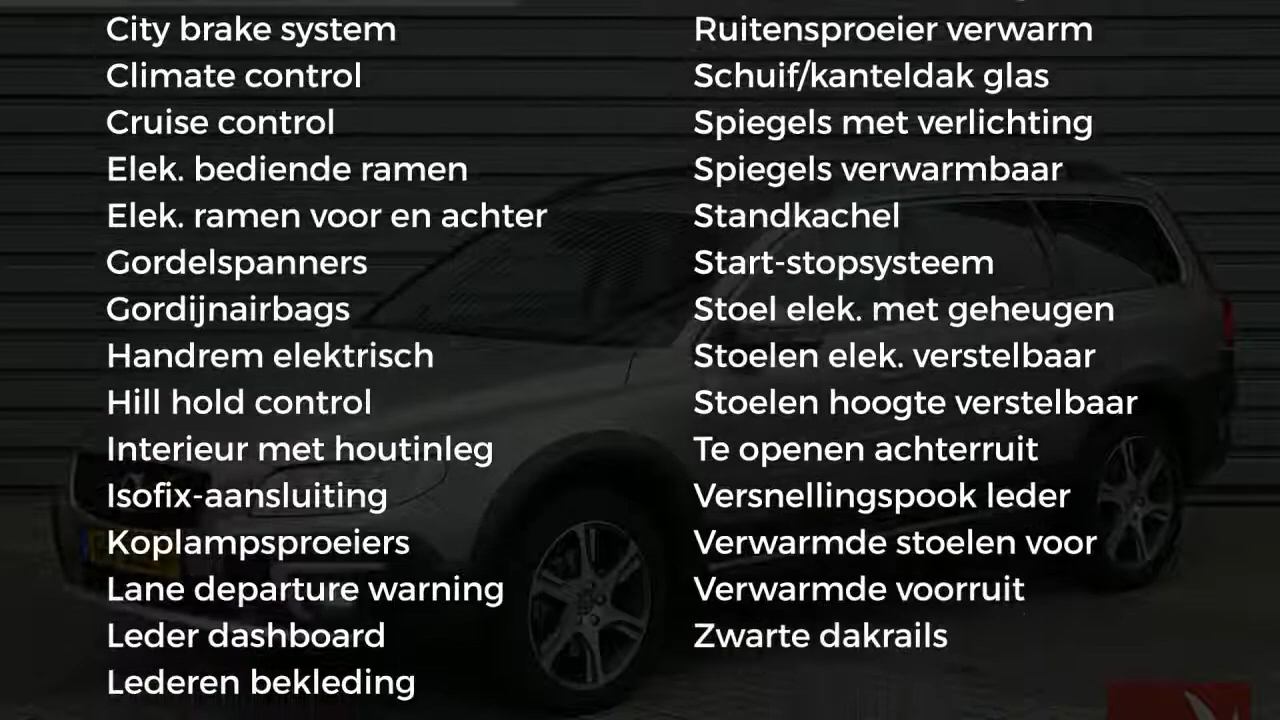 City brake system
Climate control
Cruise control
Elek. bediende ramen
Elek. ramen voor en achter
Gordelspanners
Gordijnairbags
Handrem elektrisch
Hill hold control
Interieur met houtinleg
Isofix-aansluiting
Koplampsproeiers
Lane departure warning
Leder dashboard
Lederen bekleding
Ruitensproeier verwarm
Schuif/kanteldak glas
Spiegels met verlichting
Spiegels verwarmbaar
Standkachel
Start-stopsysteem
Stoel elek. met geheugen
Stoelen elek. verstelbaar
Stoelen hoogte verstelbaar
Te openen achterruit
Versnellingspook leder
Verwarmde stoelen voor
Verwarmde voorruit
Zwarte dakrails